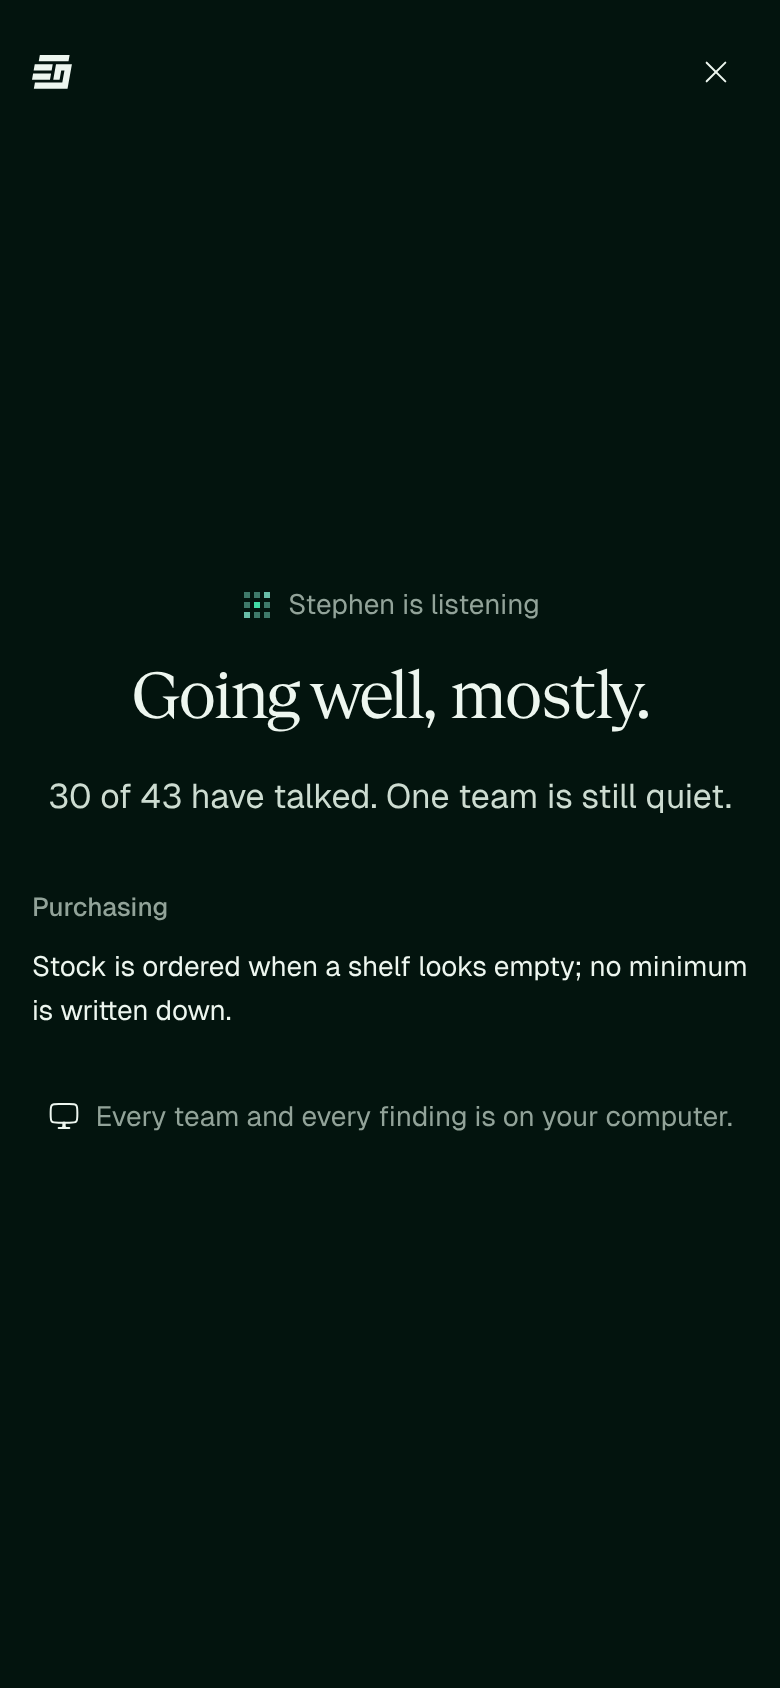 Stephen is listening
Going well, mostly.
30 of 43 have talked. One team is still quiet.
Purchasing
Stock is ordered when a shelf looks empty; no minimum
is written down.
Every team and every finding is on your computer.